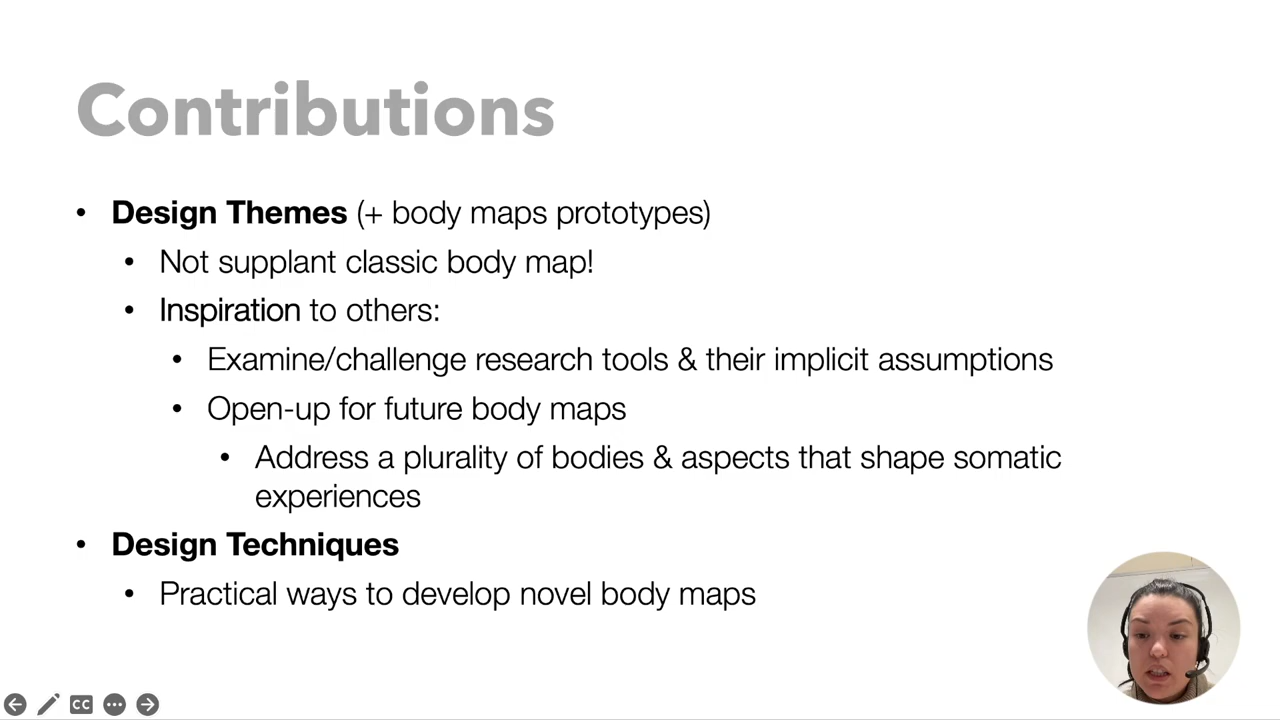 Contributions
• Design Themes (+ body maps prototypes)
• Not supplant classic body map!
• Inspiration to others:
• Examine/challenge research tools & their implicit assumptions
• Open-up for future body maps
• Address a plurality of bodies & aspects that shape somatic
experiences
• Design Techniques
• Practical ways to develop novel body maps
CC